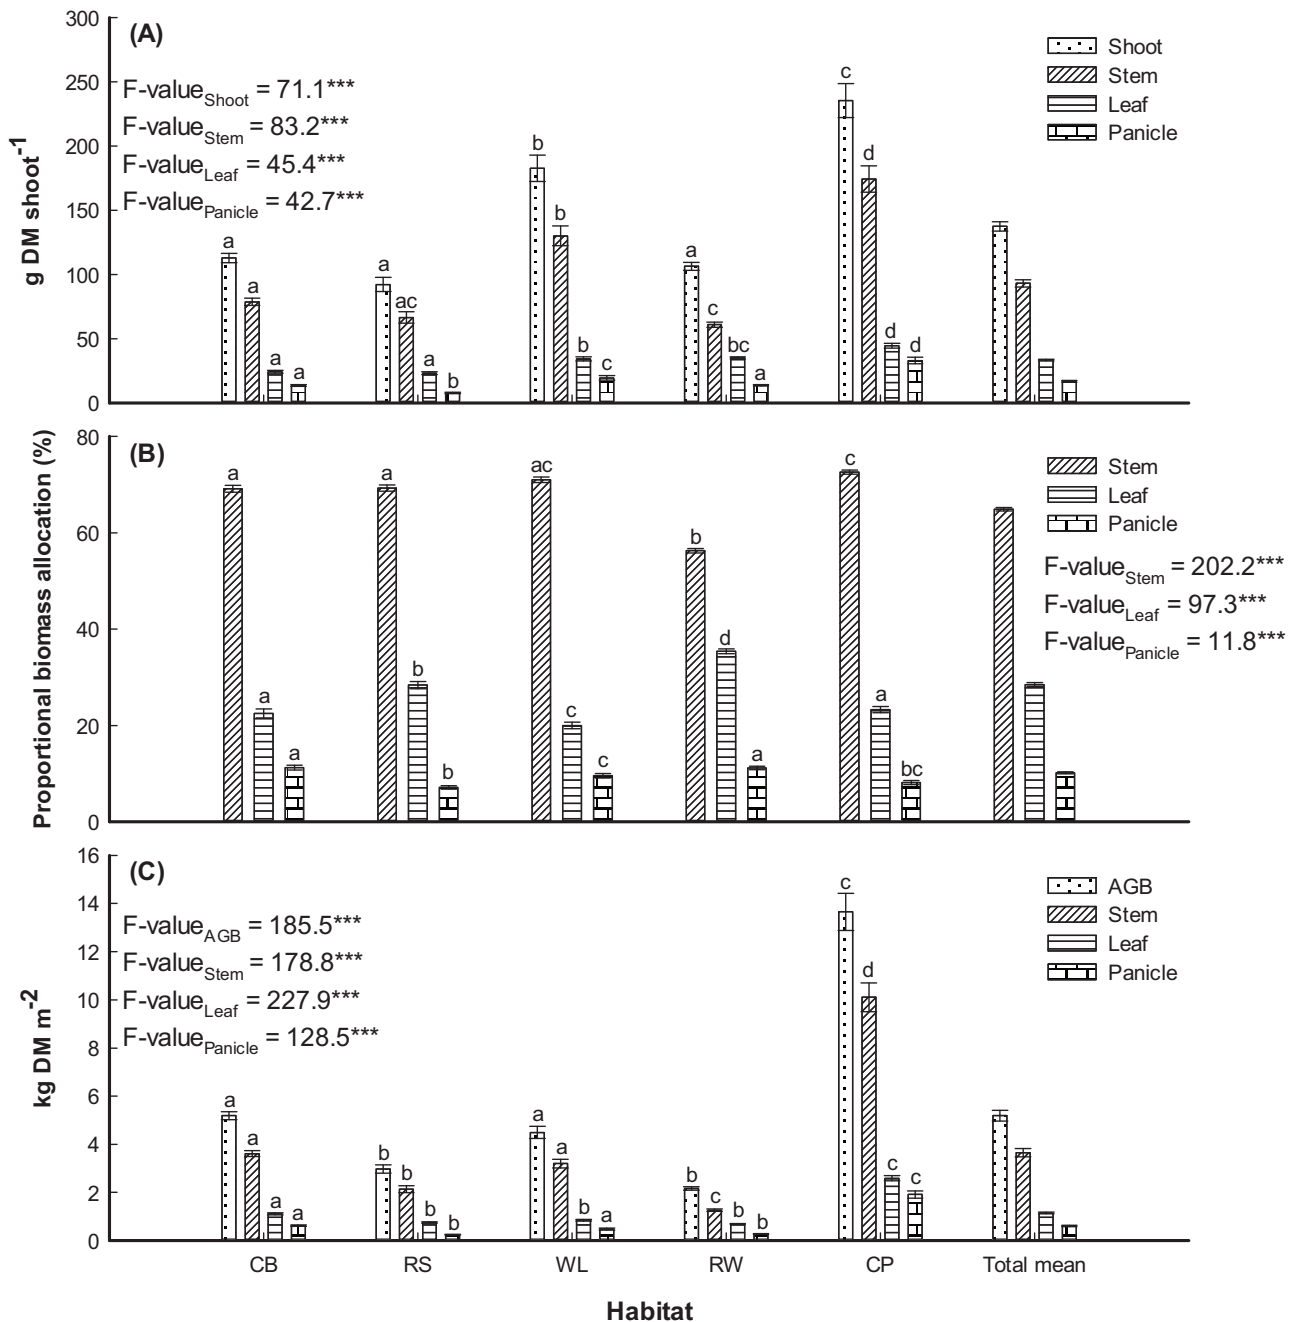 (A)
g DM shoot-1
300
250
200
150
100
50
0
F-valueShoot = 71.1***
F-valueStem = 83.2***
F-valueLeaf = 45.4***
F-valuePanicle = 42.7***
Shoot
Stem
Leaf
Panicle
a a a a
a ac a b
b b b c
a c bc a
c d d d
(B)
Proportional biomass allocation (%)
80
60
40
20
0
Stem
Leaf
Panicle
F-valueStem = 202.2***
F-valueLeaf = 97.3***
F-valuePanicle = 11.8***
a a a
a b b
ac c c
b d a
c a bc
(C)
kg DM m-2
16
14
12
10
8
6
4
2
0
F-valueAGB = 185.5***
F-valueStem = 178.8***
F-valueLeaf = 227.9***
F-valuePanicle = 128.5***
AGB
Stem
Leaf
Panicle
a a a a
b b b b
a a b a
b c b b
c d c c
CB RS WL RW CP Total mean
Habitat